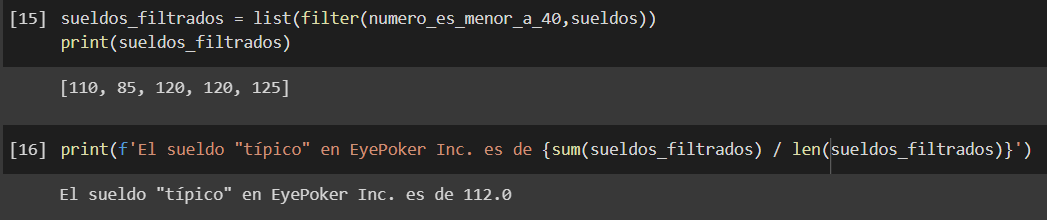 [15] sueldos_filtrados = list(filter(numero_es_menor_a_40,sueldos))
print(sueldos_filtrados)
[110, 85, 120, 120, 125]
[16] print(f'El sueldo "típico" en EyePoker Inc. es de {sum(sueldos_filtrados) / len(sueldos_filtrados)}')
El sueldo "típico" en EyePoker Inc. es de 112.0